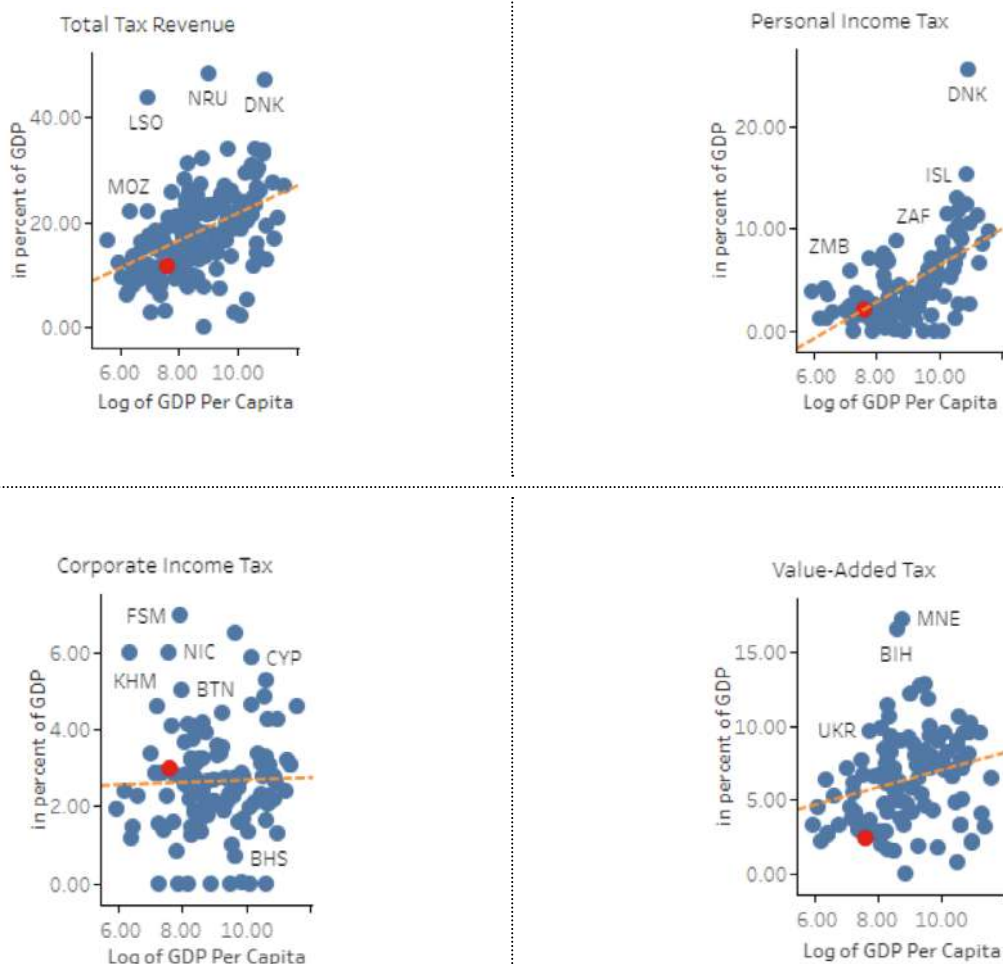 Total Tax Revenue
NRU
DNK
LSO
MOZ
40.00
20.00
0.00
in percent of GDP
6.00 8.00 10.00
Log of GDP Per Capita
Personal Income Tax
DNK
ISL
ZAF
ZMB
20.00
10.00
0.00
in percent of GDP
6.00 8.00 10.00
Log of GDP Per Capita
Corporate Income Tax
FSM
NIC
CYP
KHM
BTN
BHS
6.00
4.00
2.00
0.00
in percent of GDP
6.00 8.00 10.00
Log of GDP Per Capita
Value-Added Tax
MNE
BIH
UKR
15.00
10.00
5.00
0.00
in percent of GDP
6.00 8.00 10.00
Log of GDP Per Capita